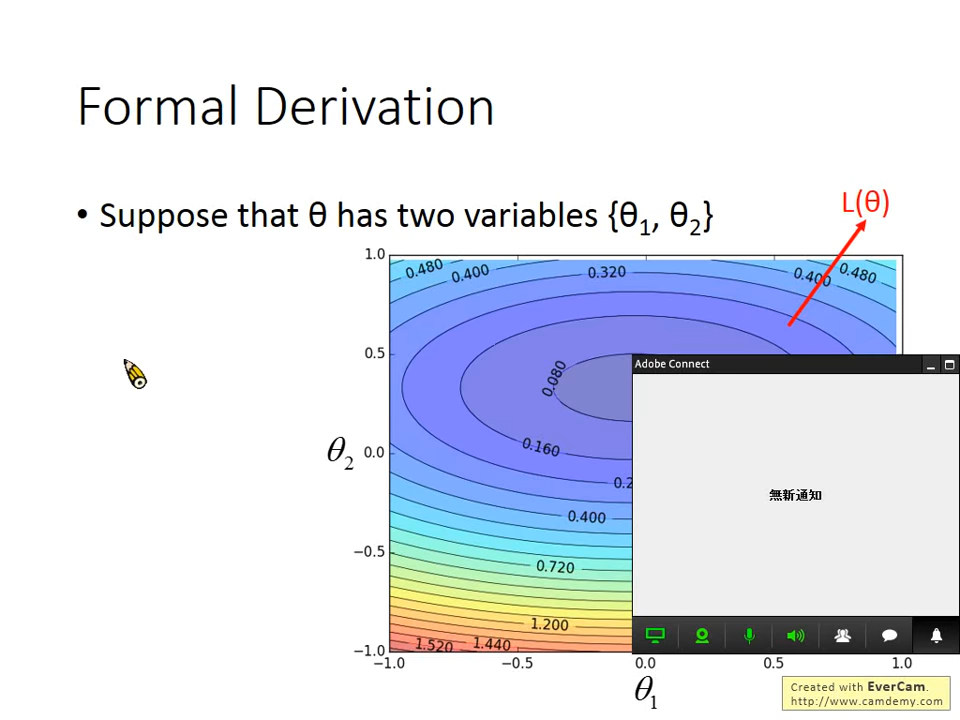 Formal Derivation
• Suppose that θ has two variables {θ1, θ2}
L(θ)
1.0
0.480
0.400
0.320
0.400
0.480
0.5
0.080
Adobe Connect
θ2
0.0
0.160
0.2
無新通知
0.400
−0.5
0.720
1.200
−1.0
1.520
1.440
−1.0
−0.5
0.0
0.5
1.0
θ1
Created with EverCam.
http://www.camdemy.com